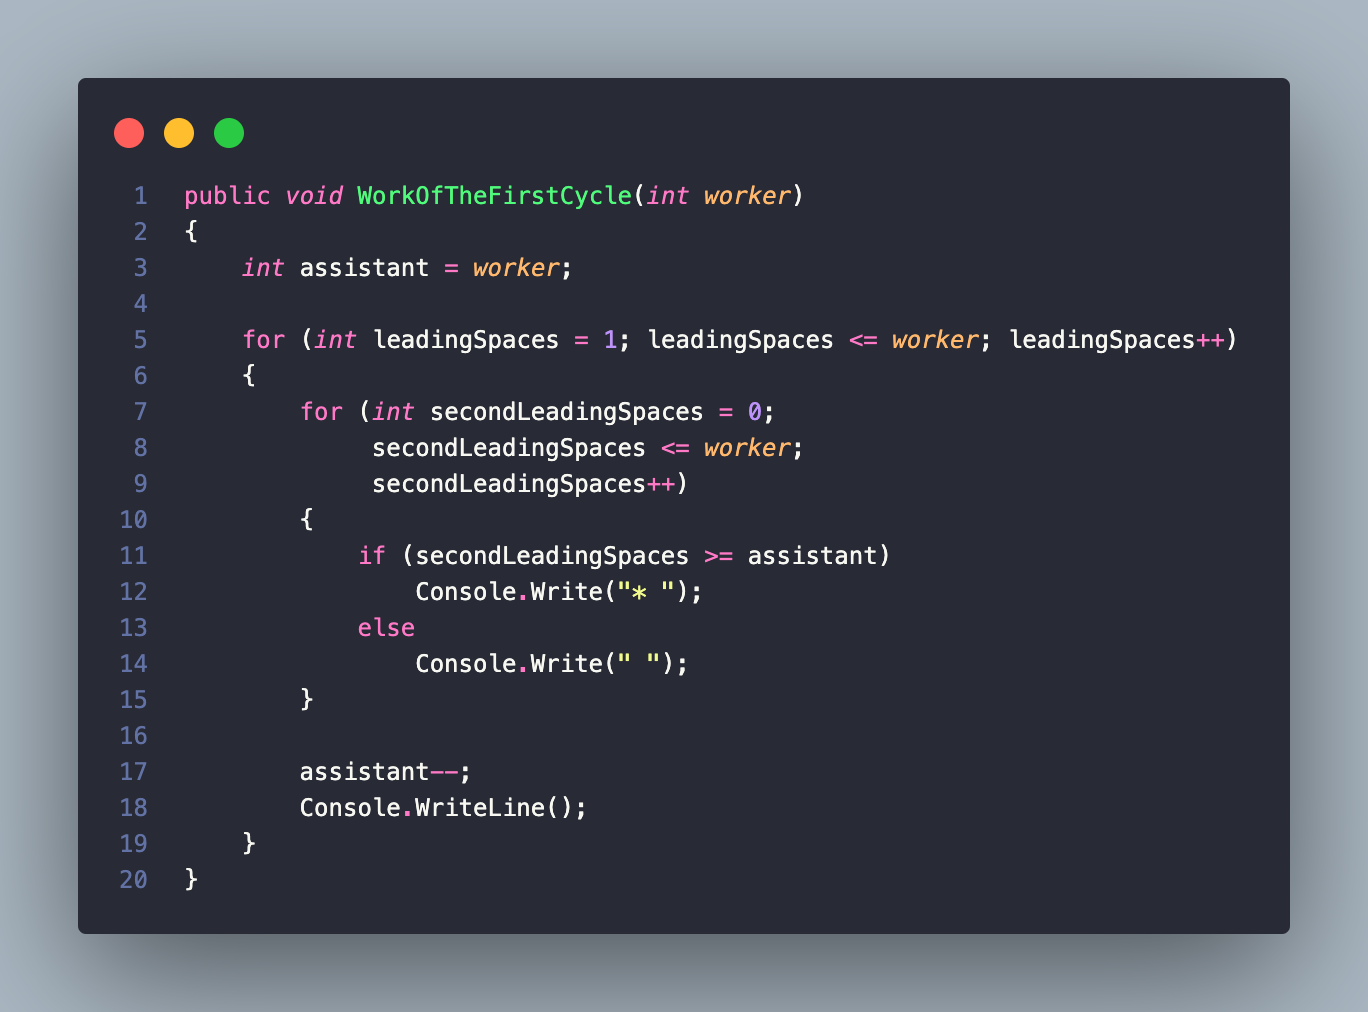 1 public void WorkOfTheFirstCycle(int worker)
2 {
3     int assistant = worker;
4
5     for (int leadingSpaces = 1; leadingSpaces <= worker; leadingSpaces++)
6     {
7         for (int secondLeadingSpaces = 0;
8              secondLeadingSpaces <= worker;
9              secondLeadingSpaces++)
10         {
11             if (secondLeadingSpaces >= assistant)
12                 Console.Write("* ");
13             else
14                 Console.Write(" ");
15         }
16
17         assistant--;
18         Console.WriteLine();
19     }
20 }